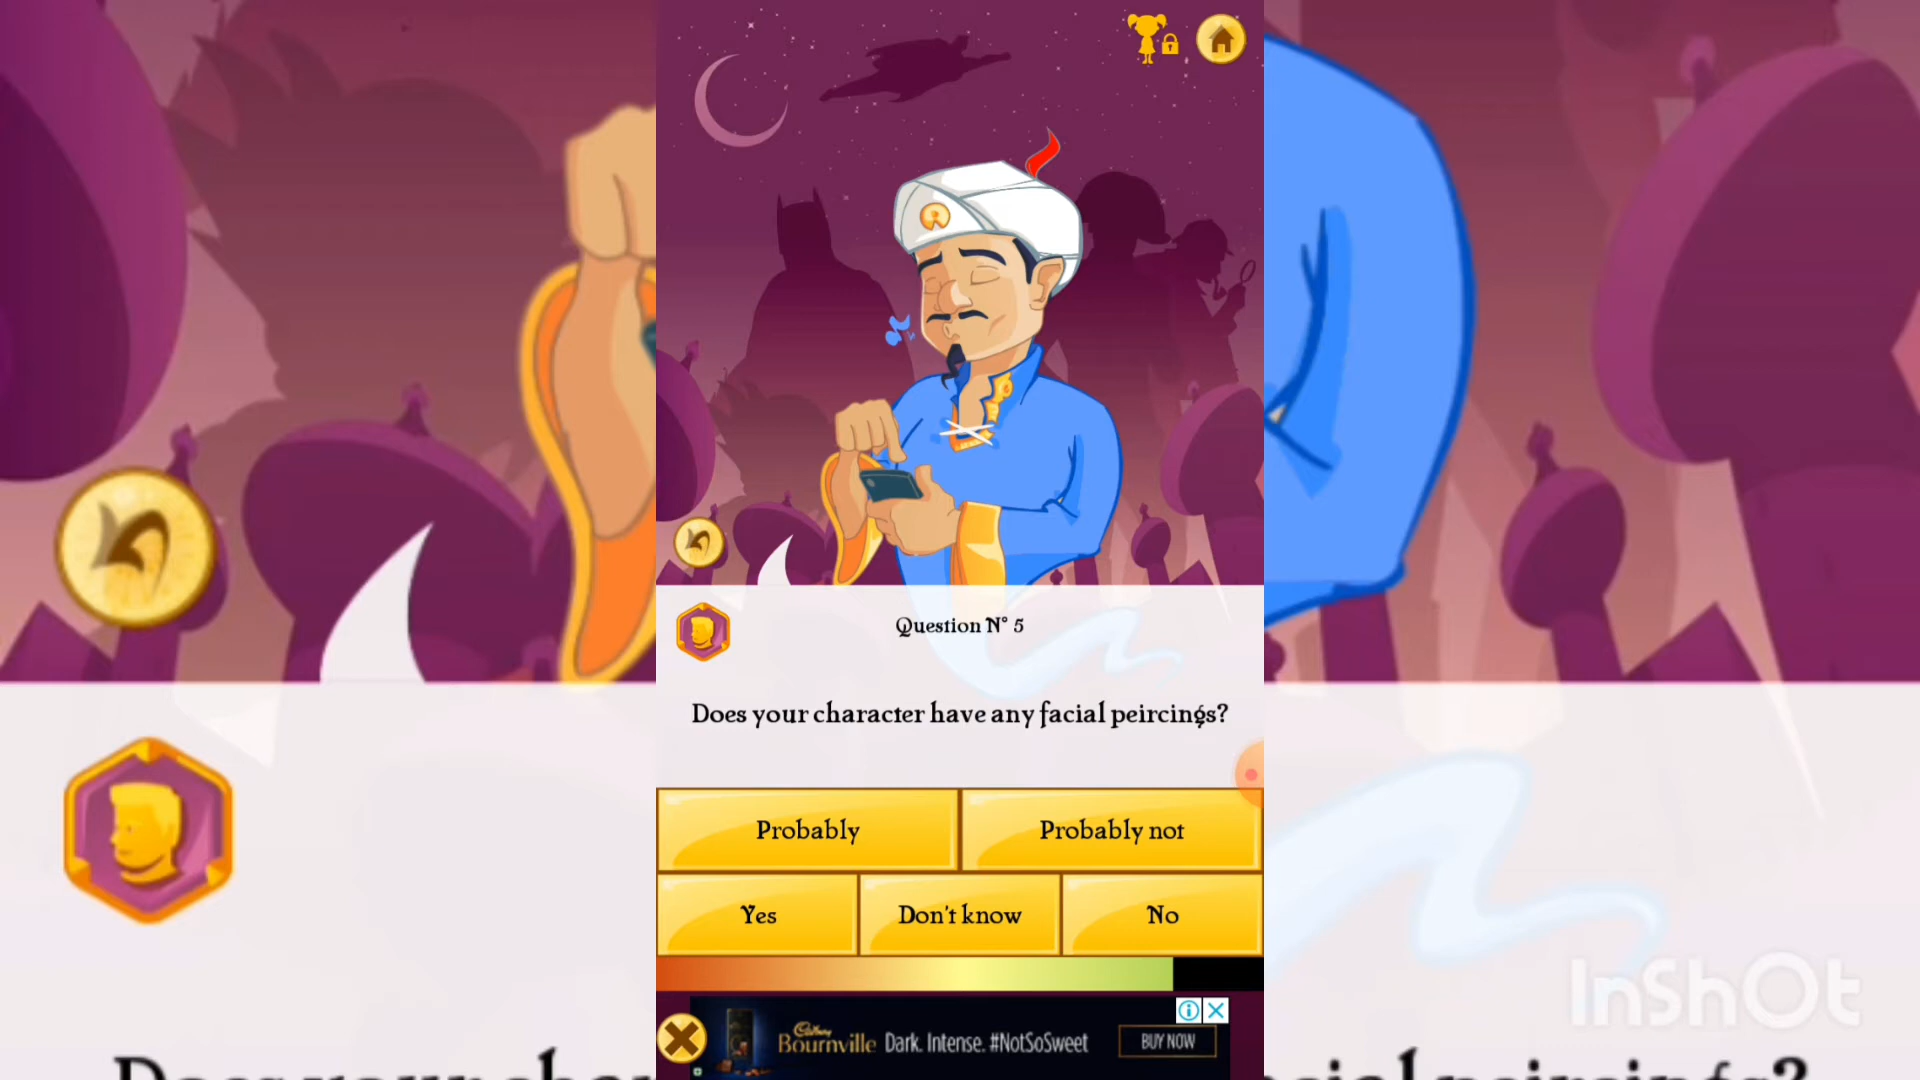 Question N° 5
Does your character have any facial peircings?
Probably
Probably not
Yes
Don't know
No
Cadbury
Bournville Dark. Intense. #NotSoSweet
BUY NOW
InShOt